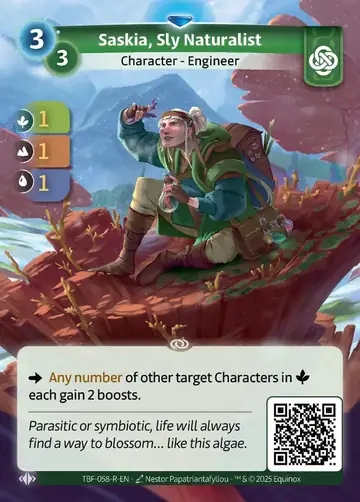 3
Saskia, Sly Naturalist
3
Character - Engineer
1
1
1
Any number of other target Characters in
each gain 2 boosts.
Parasitic or symbiotic, life will always
find a way to blossom… like this algae.
TBF-058-R-EN - Nestor Papatriantafyllou - ™ & © 2025 Equinox